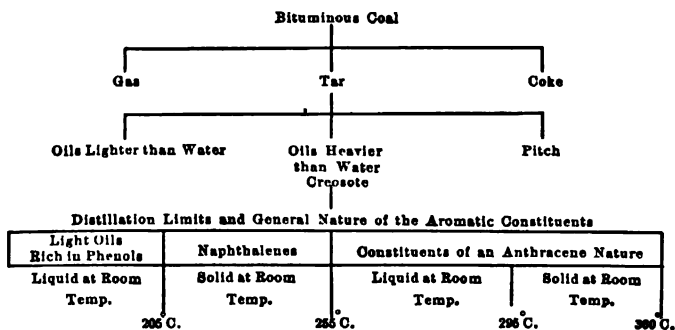 Bituminous Coal
Gas Tar Coke
Oils Lighter than Water Oils Heavier than Water Creosote Pitch
Distillation Limits and General Nature of the Aromatic Constituents
Light Oils Rich in Phenols Naphthalenes Constituents of an Anthracene Nature
Liquid at Room Temp. Solid at Room Temp. Liquid at Room Temp. Solid at Room Temp.
205°C. 255°C. 295°C. 360°C.